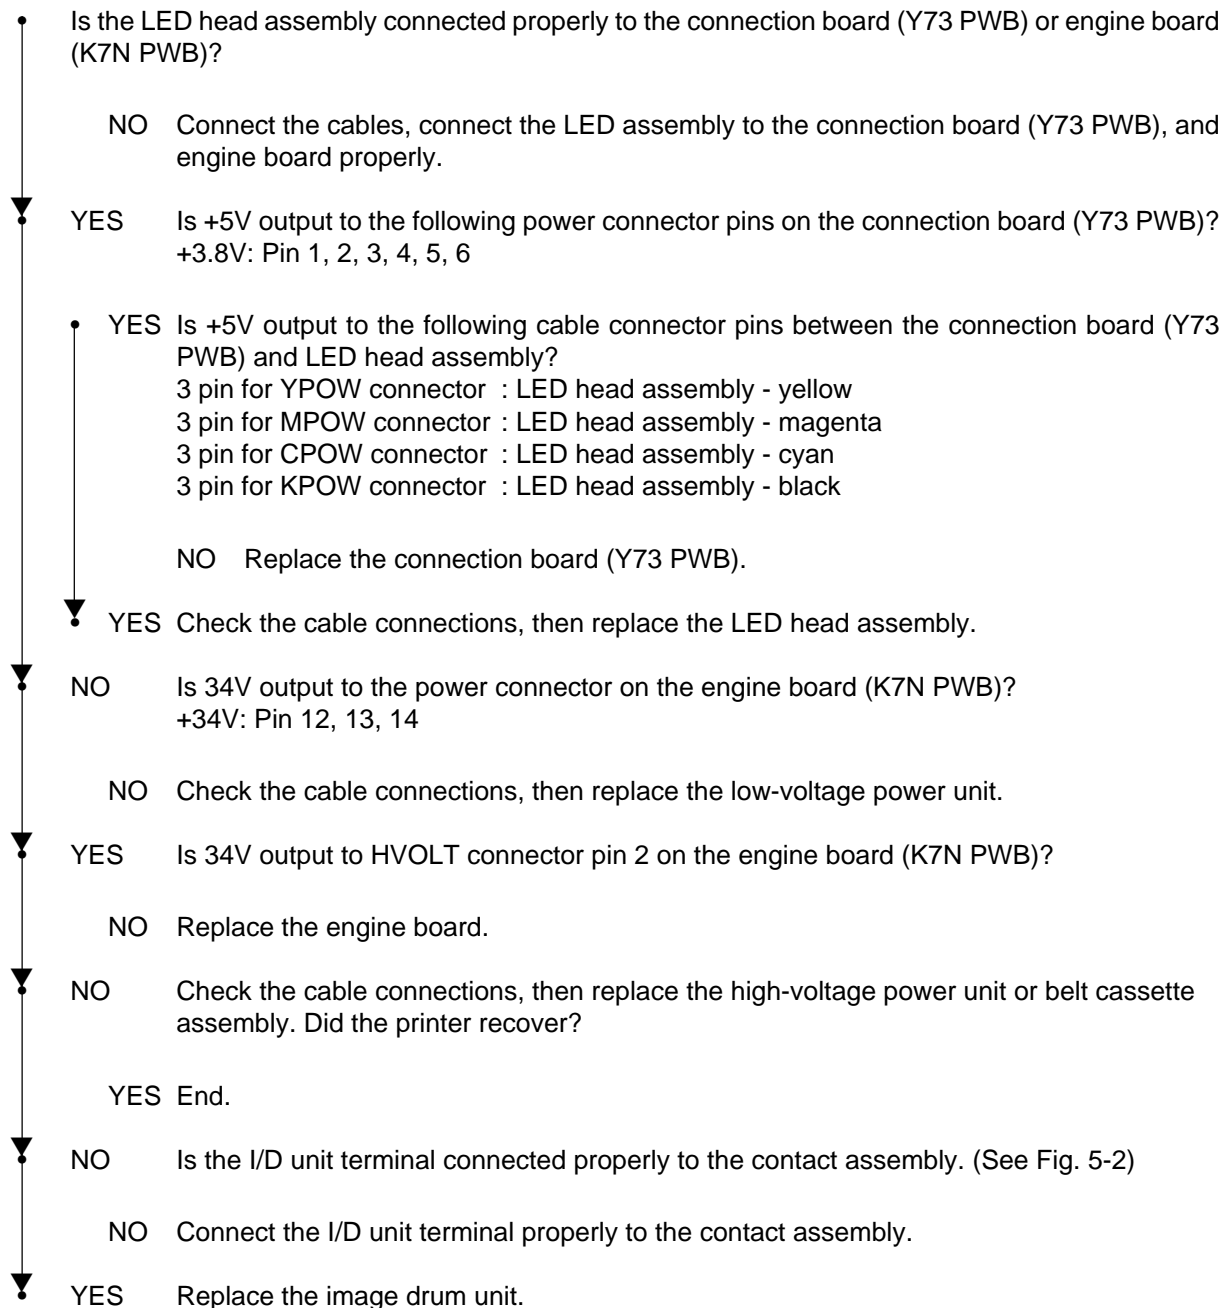 Is the LED head assembly connected properly to the connection board (Y73 PWB) or engine board
(K7N PWB)?
NO Connect the cables, connect the LED assembly to the connection board (Y73 PWB), and
engine board properly.
YES Is +5V output to the following power connector pins on the connection board (Y73 PWB)?
+3.8V: Pin 1, 2, 3, 4, 5, 6
YES Is +5V output to the following cable connector pins between the connection board (Y73
PWB) and LED head assembly?
3 pin for YPOW connector : LED head assembly - yellow
3 pin for MPOW connector : LED head assembly - magenta
3 pin for CPOW connector : LED head assembly - cyan
3 pin for KPOW connector : LED head assembly - black
NO Replace the connection board (Y73 PWB).
YES Check the cable connections, then replace the LED head assembly.
NO Is 34V output to the power connector on the engine board (K7N PWB)?
+34V: Pin 12, 13, 14
NO Check the cable connections, then replace the low-voltage power unit.
YES Is 34V output to HVOLT connector pin 2 on the engine board (K7N PWB)?
NO Replace the engine board.
NO Check the cable connections, then replace the high-voltage power unit or belt cassette
assembly. Did the printer recover?
YES End.
NO Is the I/D unit terminal connected properly to the contact assembly. (See Fig. 5-2)
NO Connect the I/D unit terminal properly to the contact assembly.
YES Replace the image drum unit.